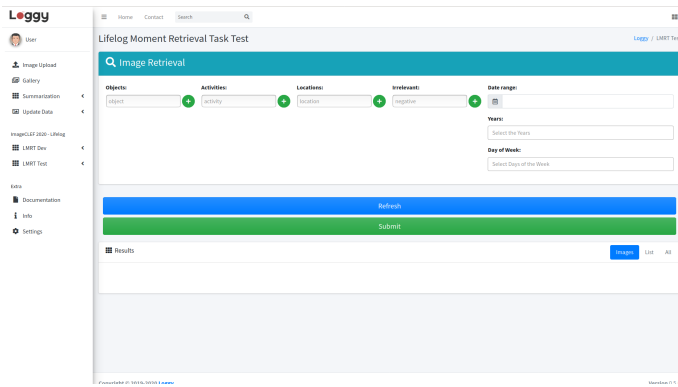 Loggy
Home Contact Search
User
Lifelog Moment Retrieval Task Test
Loggy / LMRT Test
Image Retrieval
Image Upload
Gallery
Summarization
Update Data
ImageCLEF 2020 - Lifelog
LMRT Dev
LMRT Test
Extra
Documentation
Info
Settings
Objects: Activities: Locations: Irrelevant: Date range:
object activity location negative
Years:
Select the Years
Day of Week:
Select Days of the Week
Refresh
Submit
Results
Images List All
Copyright © 2019-2020 Loggy
Version 0.5